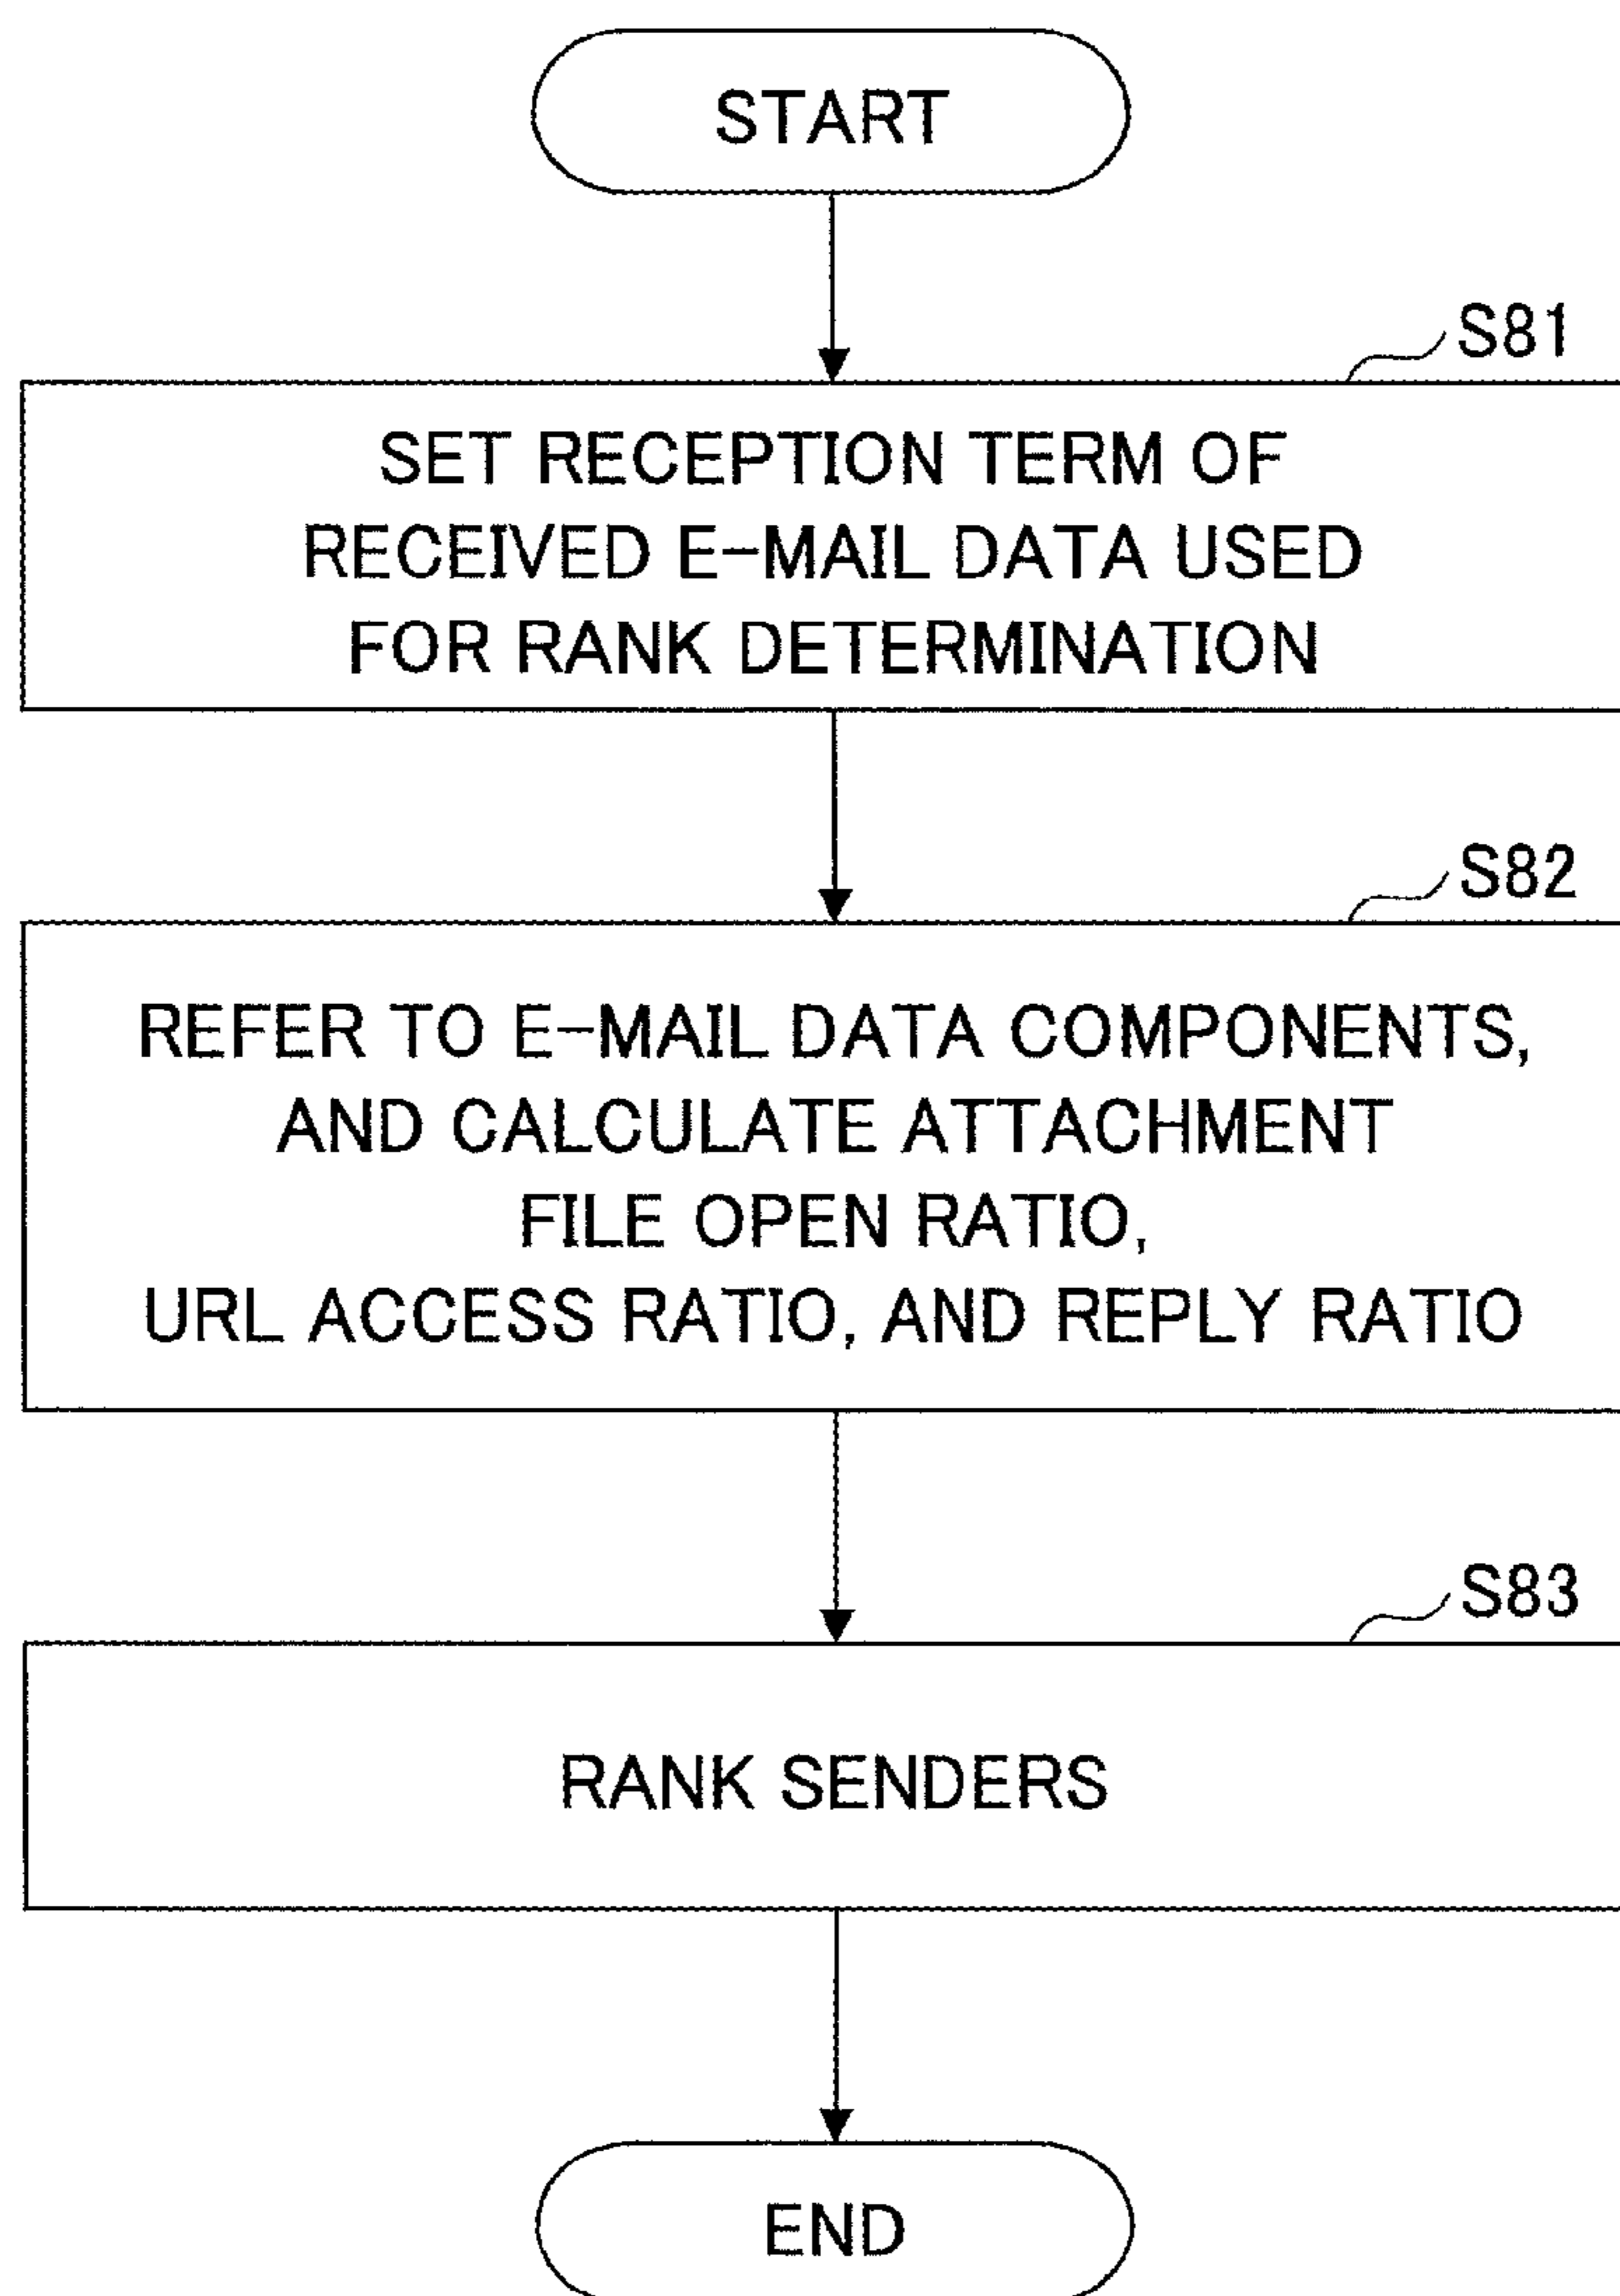 START
S81
SET RECEPTION TERM OF
RECEIVED E-MAIL DATA USED
FOR RANK DETERMINATION
S82
REFER TO E-MAIL DATA COMPONENTS,
AND CALCULATE ATTACHMENT
FILE OPEN RATIO,
URL ACCESS RATIO, AND REPLY RATIO
S83
RANK SENDERS
END